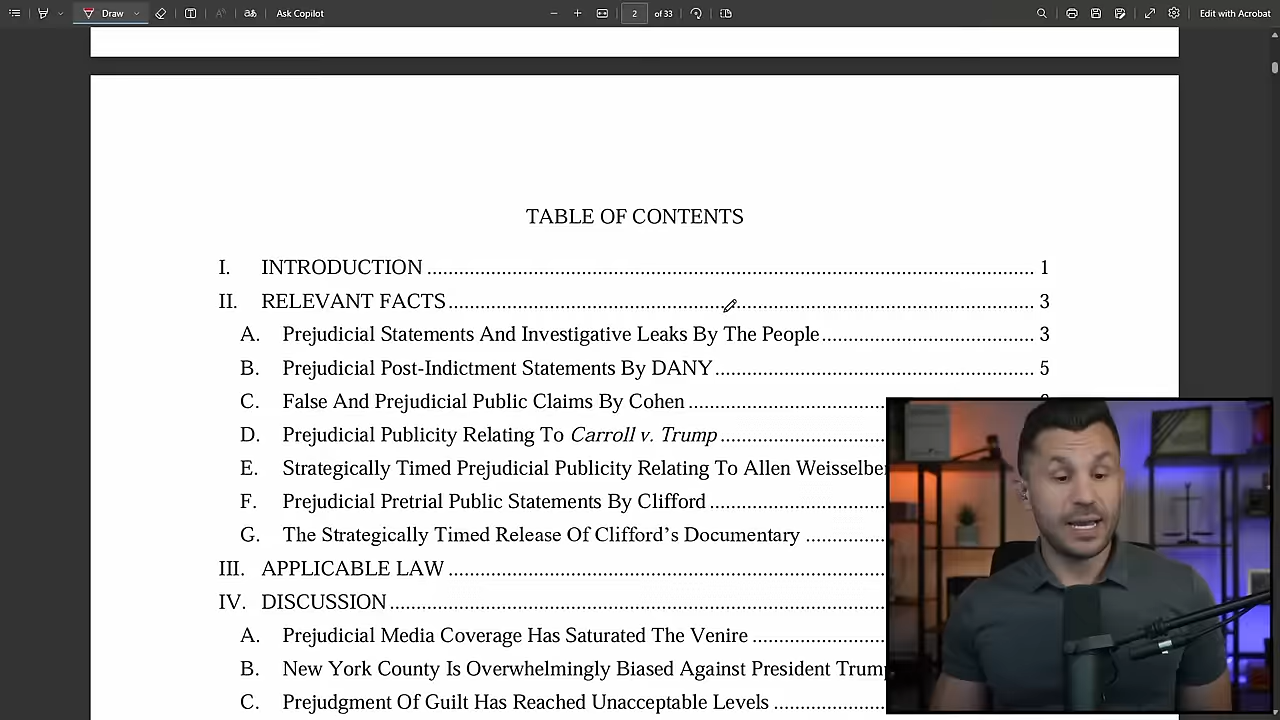 Draw
Ask Copilot
2 of 33
Edit with Acrobat
TABLE OF CONTENTS
I. INTRODUCTION ........ 1
II. RELEVANT FACTS ........ 3
A. Prejudicial Statements And Investigative Leaks By The People ........ 3
B. Prejudicial Post-Indictment Statements By DANY ........ 5
C. False And Prejudicial Public Claims By Cohen ........
D. Prejudicial Publicity Relating To Carroll v. Trump ........
E. Strategically Timed Prejudicial Publicity Relating To Allen
F. Prejudicial Pretrial Public Statements By Clifford ........
G. The Strategically Timed Release Of Clifford's Documentary ........
III. APPLICABLE LAW ........
IV. DISCUSSION ........
A. Prejudicial Media Coverage Has Saturated The Venire ........
B. New York County Is Overwhelmingly Biased Against President
C. Prejudgment Of Guilt Has Reached Unacceptable Levels ........